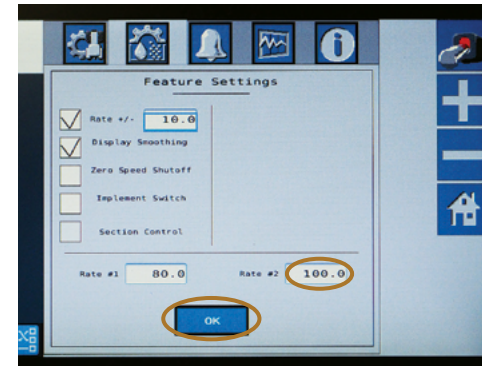 Feature Settings
Rate +/- 10.0
Display Smoothing
Zero Speed Shutoff
Implement Switch
Section Control
Rate #1 80.0 Rate #2 100.0
OK